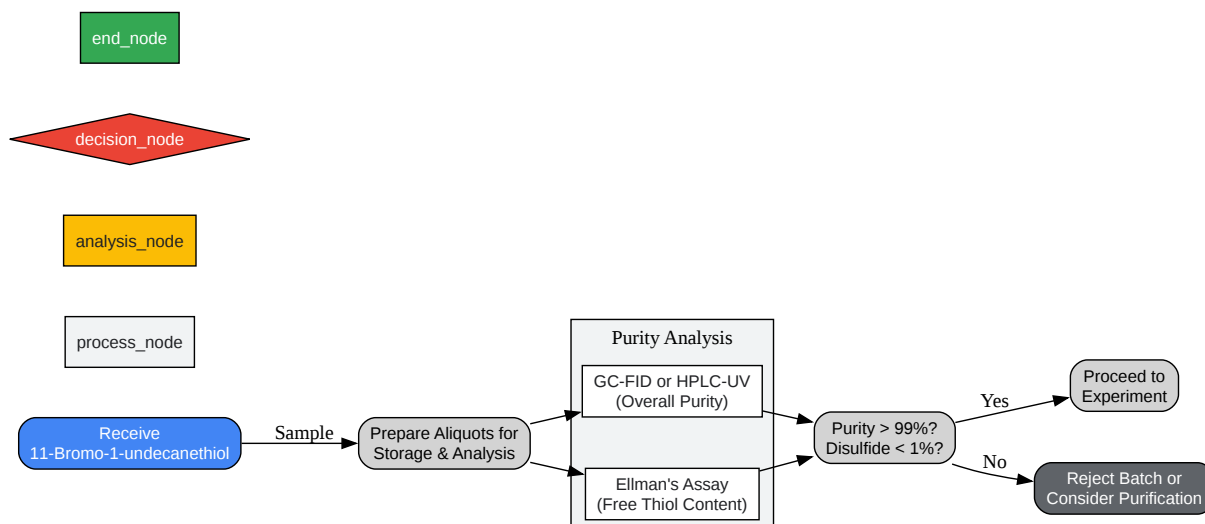 end_node
decision_node
analysis_node
process_node
Receive
11-Bromo-1-undecanethiol
Sample
Prepare Aliquots for
Storage & Analysis
Purity Analysis
GC-FID or HPLC-UV
(Overall Purity)
Ellman's Assay
(Free Thiol Content)
Purity > 99%?
Disulfide < 1%?
Yes
Proceed to
Experiment
No
Reject Batch or
Consider Purification